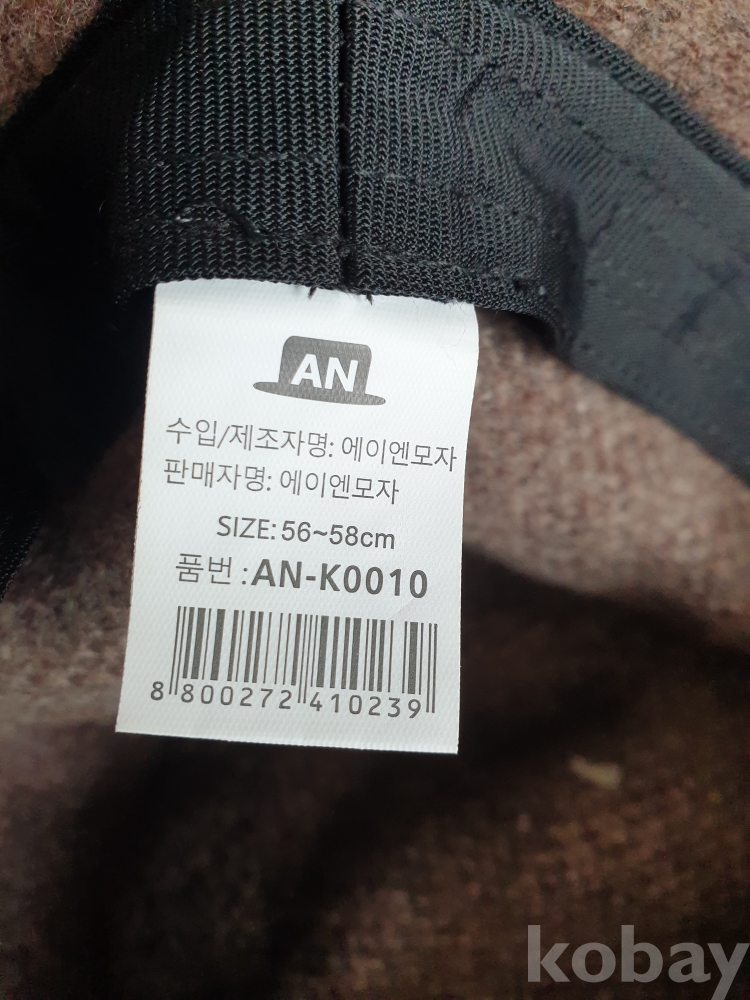 AN
수입/제조자명: 에이엔모자
판매자명: 에이엔모자
SIZE: 56~58cm
품번 : AN-K0010
8 800272 410239
kobay